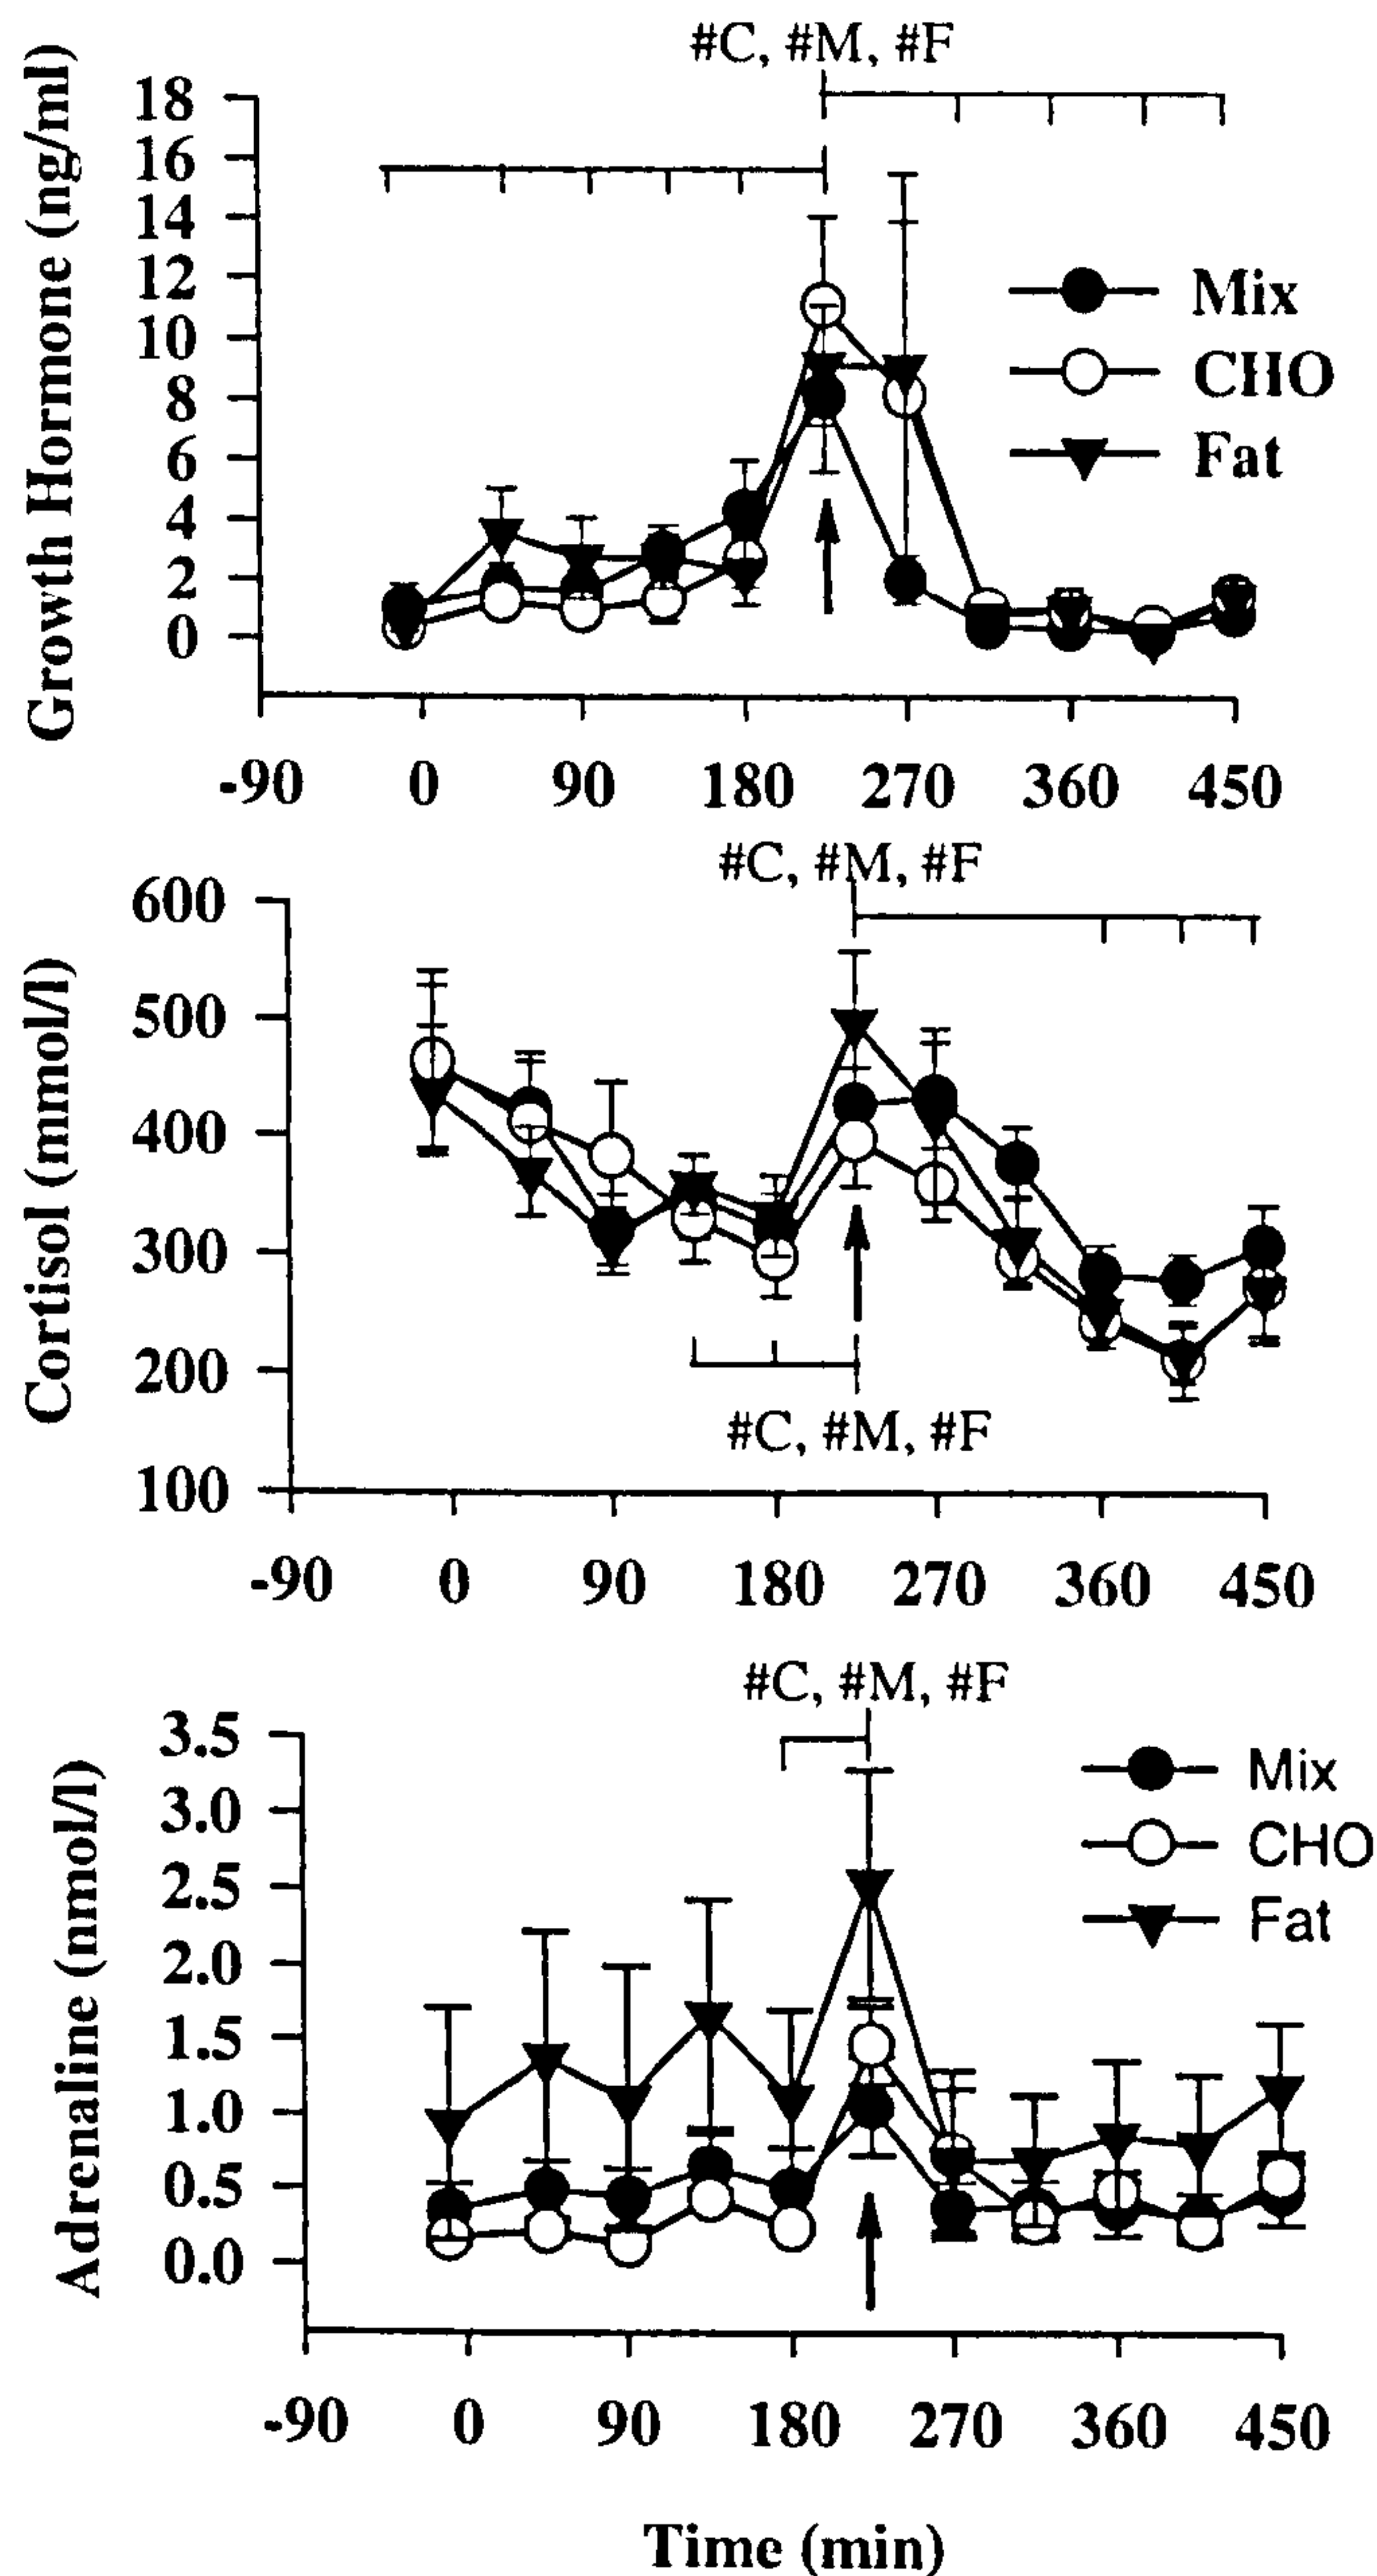 #C, #M, #F
Growth Hormone (ng/ml)
18
16
14
12
10
8
6
4
2
0
Mix
CHO
Fat
-90 0 90 180 270 360 450
#C, #M, #F
Cortisol (mmol/l)
600
500
400
300
200
100
#C, #M, #F
-90 0 90 180 270 360 450
#C, #M, #F
Adrenaline (nmol/l)
3.5
3.0
2.5
2.0
1.5
1.0
0.5
0.0
Mix
CHO
Fat
-90 0 90 180 270 360 450
Time (min)